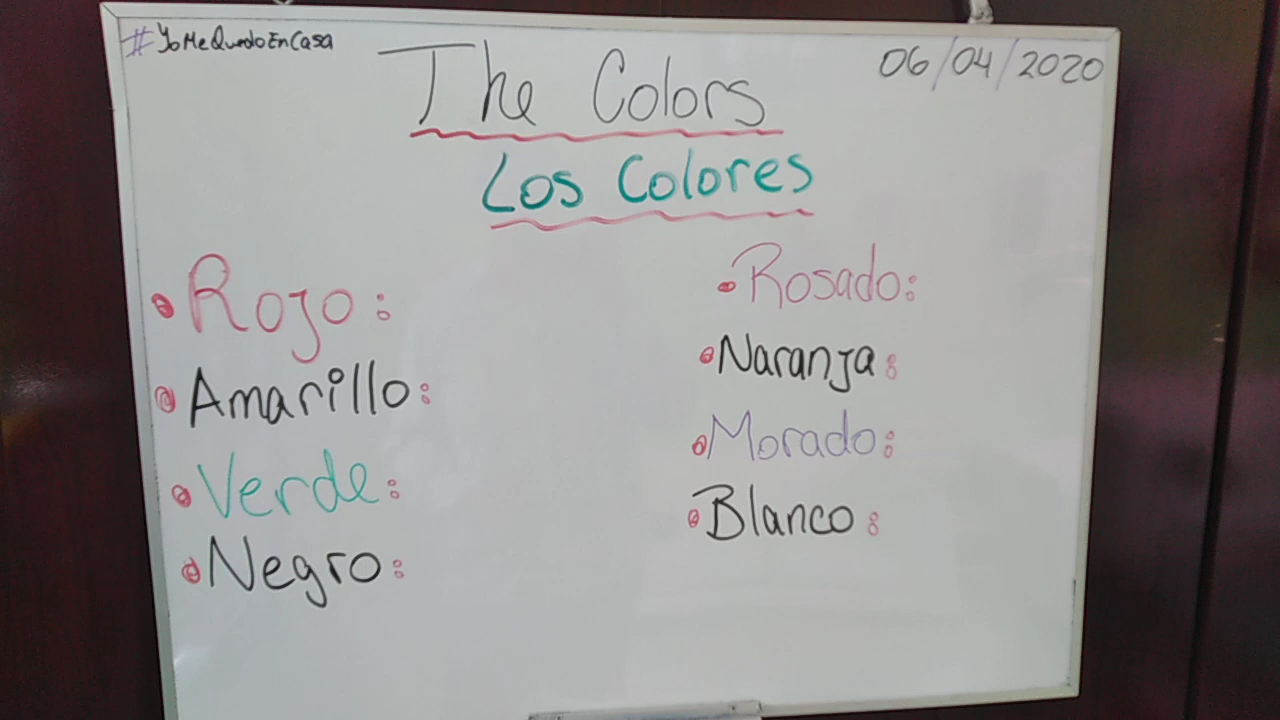 #YoMeQuedoEnCasa
The Colors
06/04/2020
Los Colores
• Rojo:
• Amarillo:
• Verde:
• Negro:
• Rosado:
• Naranja:
• Morado:
• Blanco: